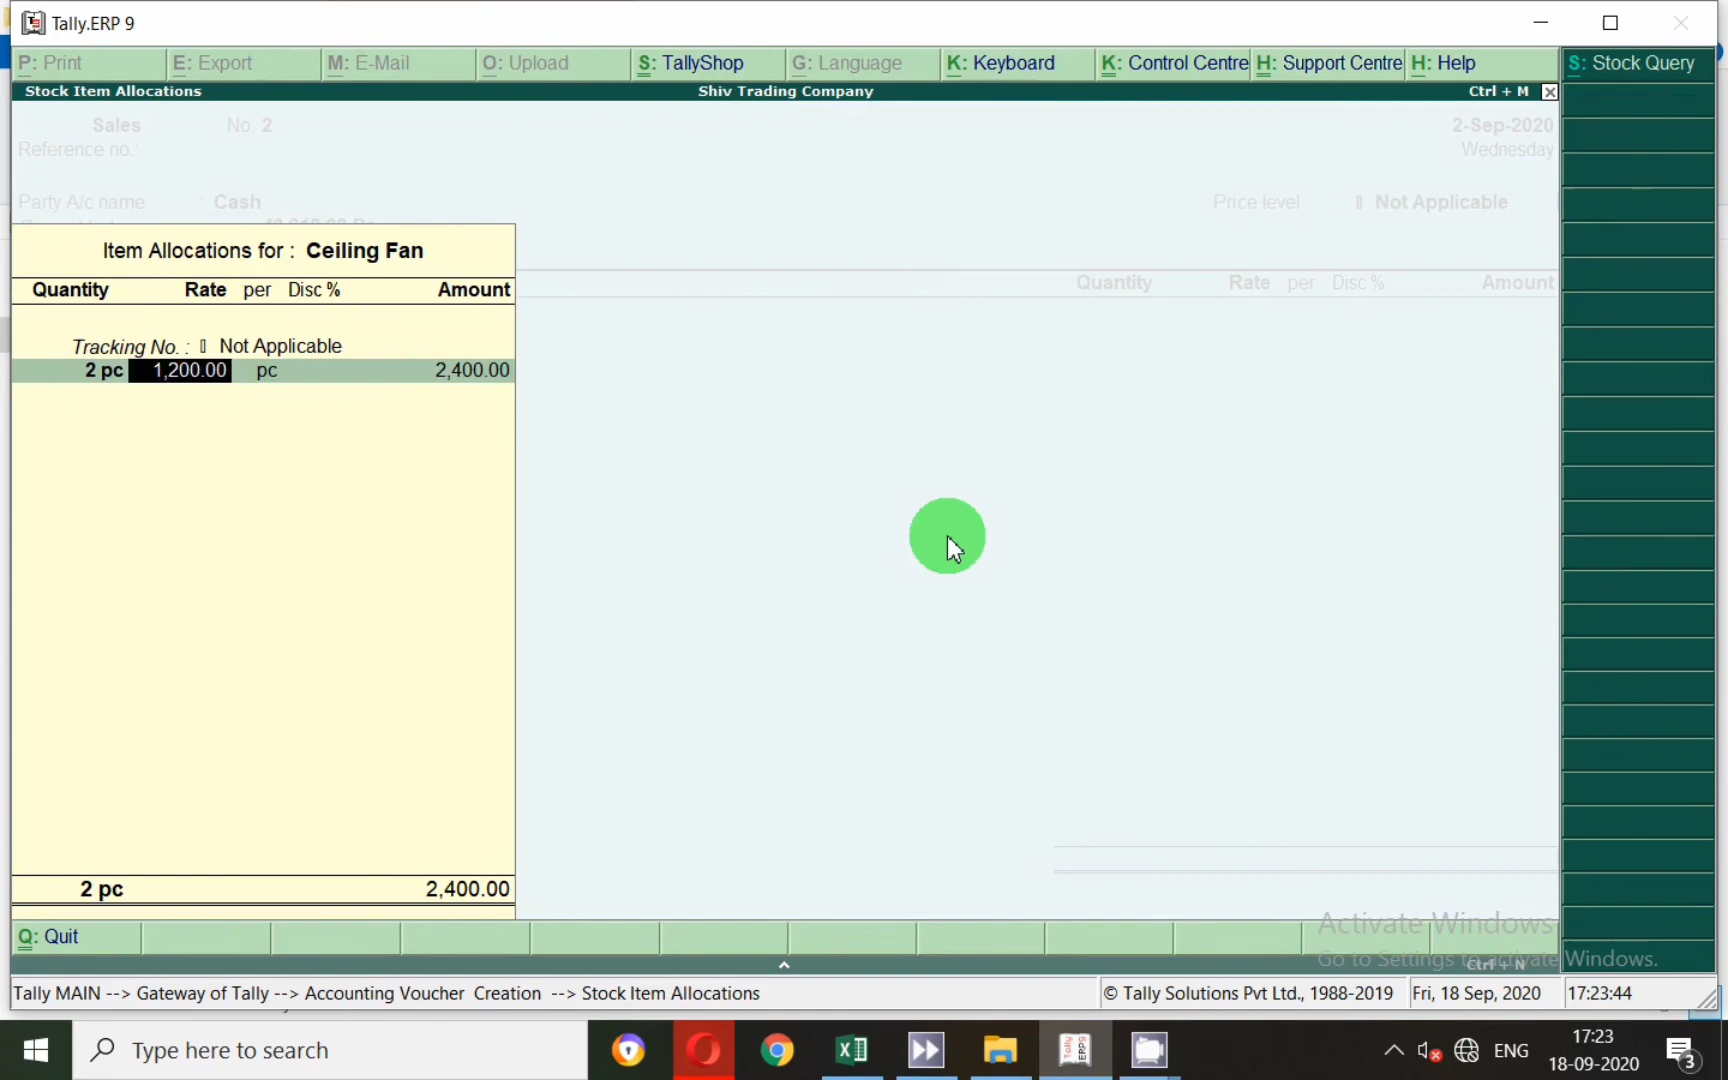 Tally.ERP 9
P: Print E: Export M: E-Mail O: Upload S: TallyShop G: Language K: Keyboard K: Control Centre H: Support Centre H: Help S: Stock Query
Stock Item Allocations Shiv Trading Company Ctrl + M
Sales No. 2 2-Sep-2020
Reference no.: Wednesday
Party A/c name : Cash Price level : Not Applicable
Item Allocations for : Ceiling Fan
Quantity Rate per Disc % Amount
Quantity Rate per Disc % Amount
Tracking No. : Not Applicable
2 pc 1,200.00 pc 2,400.00
2 pc 2,400.00
Activate Windows
Go to Settings to activate Windows.
Q: Quit
Ctrl + N
Tally MAIN --> Gateway of Tally --> Accounting Voucher Creation --> Stock Item Allocations © Tally Solutions Pvt Ltd., 1988-2019 Fri, 18 Sep, 2020 17:23:44
Type here to search ENG 17:23
18-09-2020 3